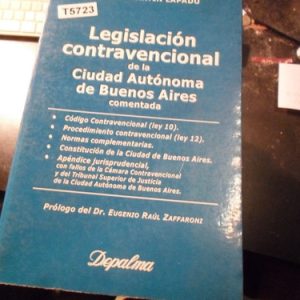 T5723
LAPADÚ
Legislación
contravencional
de la
Ciudad Autónoma
de Buenos Aires
comentada
• Código Contravencional (ley 10).
• Procedimiento contravencional (ley 12).
• Normas complementarias.
• Constitución de la Ciudad de Buenos Aires.
• Apéndice jurisprudencial,
con fallos de la Cámara Contravencional
y del Tribunal Superior de Justicia
de la Ciudad Autónoma de Buenos Aires.
Prólogo del Dr. EUGENIO RAÚL ZAFFARONI
Depalma